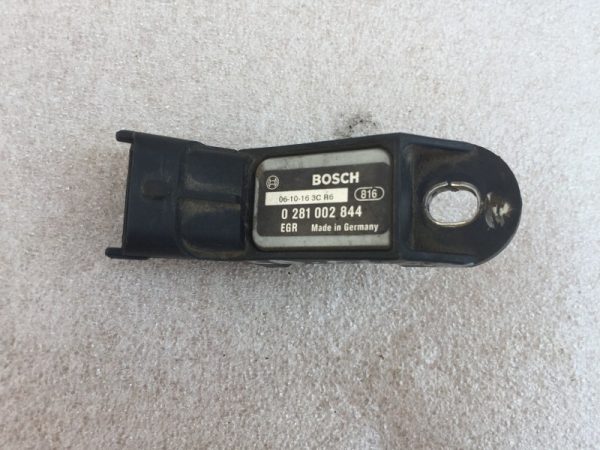 BOSCH
06-10-16 3C R6
816
0 281 002 844
EGR Made in Germany